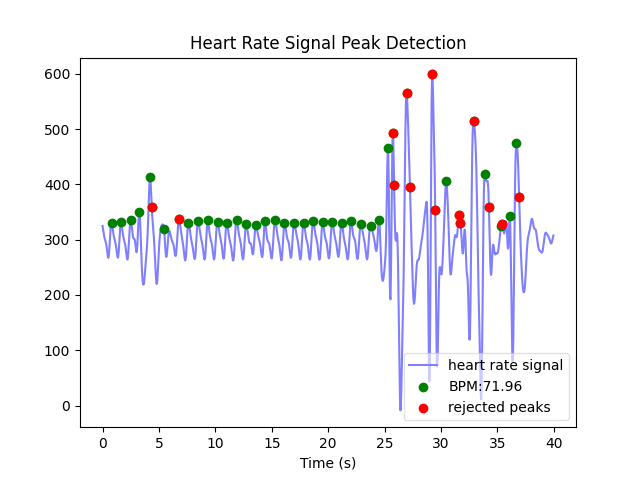 Heart Rate Signal Peak Detection
600
500
400
300
200
100
0
heart rate signal
BPM:71.96
rejected peaks
0 5 10 15 20 25 30 35 40
Time (s)